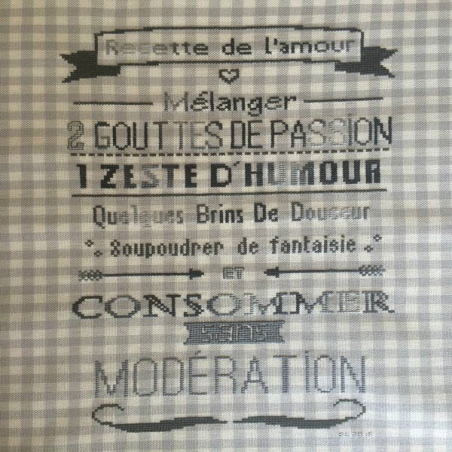 Recette de l'amour
Mélanger
2 GOUTTES DE PASSION
1 ZESTE D'HUMOUR
Quelques Brins De Douceur
Soupoudrer de fantaisie
ET
CONSOMMER
SANS
MODÉRATION